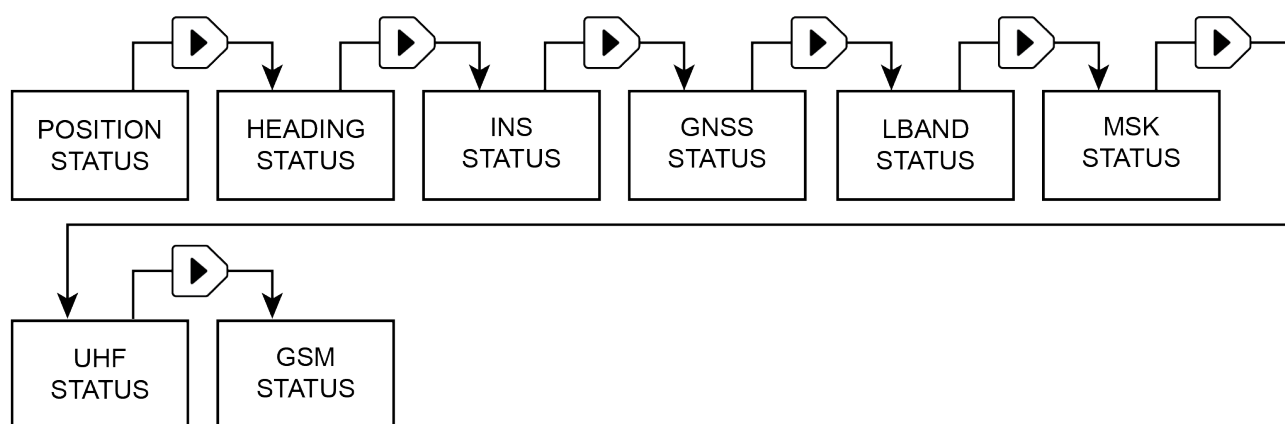 POSITION
STATUS
HEADING
STATUS
INS
STATUS
GNSS
STATUS
LBAND
STATUS
MSK
STATUS
UHF
STATUS
GSM
STATUS